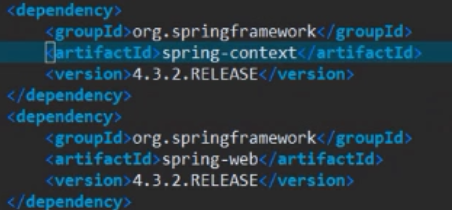 <dependency>
<groupId>org.springframework</groupId>
<artifactId>spring-context</artifactId>
<version>4.3.2.RELEASE</version>
</dependency>
<dependency>
<groupId>org.springframework</groupId>
<artifactId>spring-web</artifactId>
<version>4.3.2.RELEASE</version>
</dependency>